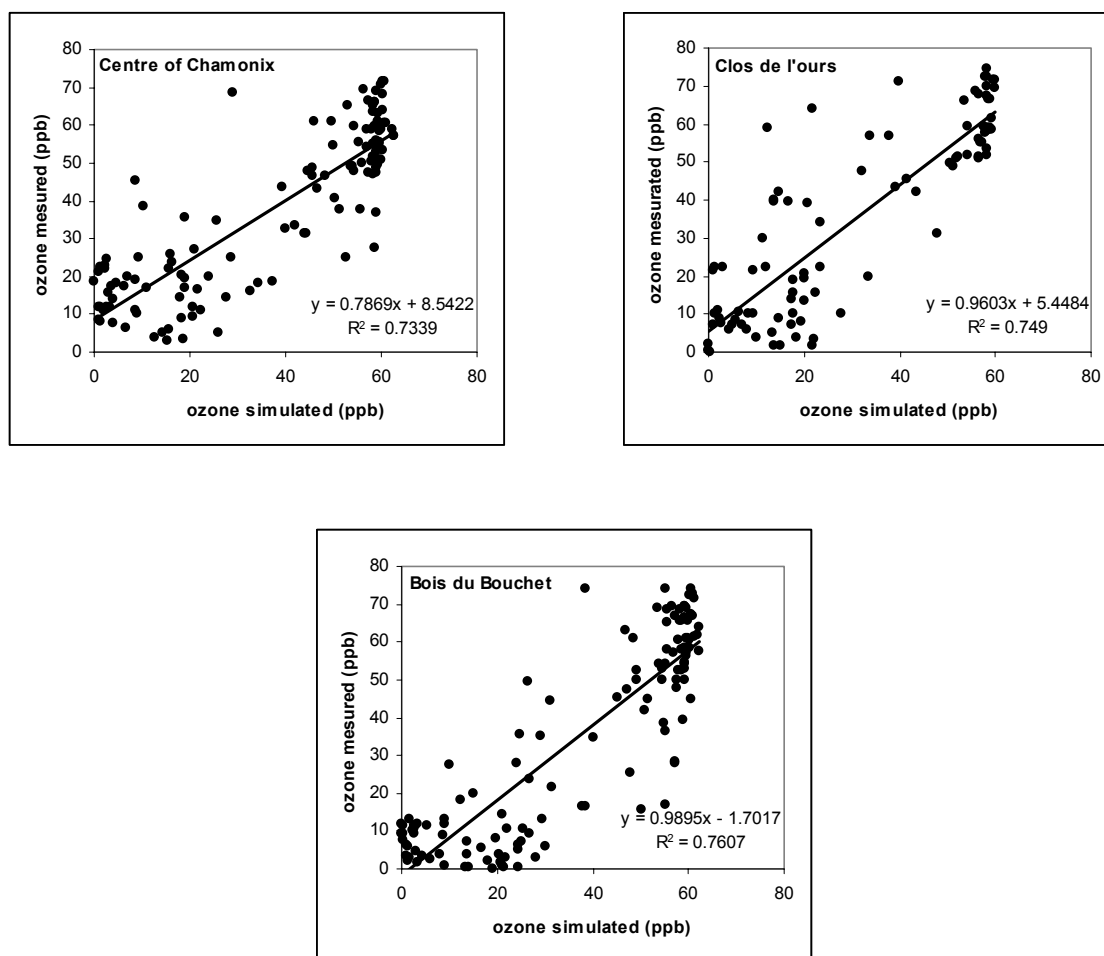 Centre of Chamonix
ozone mesured (ppb)
80
70
60
50
40
30
20
10
0
y = 0.7869x + 8.5422
R² = 0.7339
0 20 40 60 80
ozone simulated (ppb)
Clos de l'ours
ozone mesurated (ppb)
80
70
60
50
40
30
20
10
0
y = 0.9603x + 5.4484
R² = 0.749
0 20 40 60 80
ozone simulated (ppb)
Bois du Bouchet
ozone mesured (ppb)
80
70
60
50
40
30
20
10
0
y = 0.9895x - 1.7017
R² = 0.7607
0 20 40 60 80
ozone simulated (ppb)